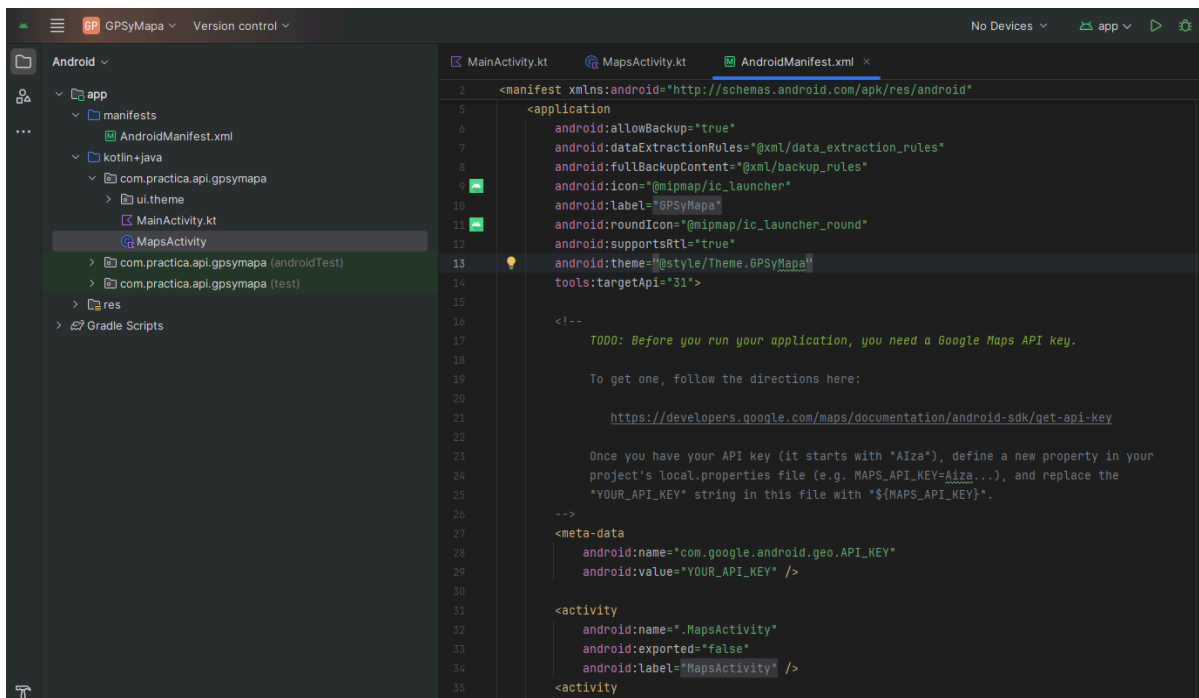 GP GPSyMapa Version control No Devices app
Android
app
manifests
AndroidManifest.xml
kotlin+java
com.practica.api.gpsymapa
ui.theme
MainActivity.kt
MapsActivity
com.practica.api.gpsymapa (androidTest)
com.practica.api.gpsymapa (test)
res
Gradle Scripts
MainActivity.kt MapsActivity.kt AndroidManifest.xml
2 <manifest xmlns:android="http://schemas.android.com/apk/res/android"
5 <application
6 android:allowBackup="true"
7 android:dataExtractionRules="@xml/data_extraction_rules"
8 android:fullBackupContent="@xml/backup_rules"
9 android:icon="@mipmap/ic_launcher"
10 android:label="GPSyMapa"
11 android:roundIcon="@mipmap/ic_launcher_round"
12 android:supportsRtl="true"
13 android:theme="@style/Theme.GPSyMapa"
14 tools:targetApi="31">
15
16 <!--
17 TODO: Before you run your application, you need a Google Maps API key.
18
19 To get one, follow the directions here:
20
21 https://developers.google.com/maps/documentation/android-sdk/get-api-key
22
23 Once you have your API key (it starts with "AIza"), define a new property in your
24 project's local.properties file (e.g. MAPS_API_KEY=Aiza...), and replace the
25 "YOUR_API_KEY" string in this file with "${MAPS_API_KEY}".
26 -->
27 <meta-data
28 android:name="com.google.android.geo.API_KEY"
29 android:value="YOUR_API_KEY" />
30
31 <activity
32 android:name=".MapsActivity"
33 android:exported="false"
34 android:label="MapsActivity" />
35 <activity